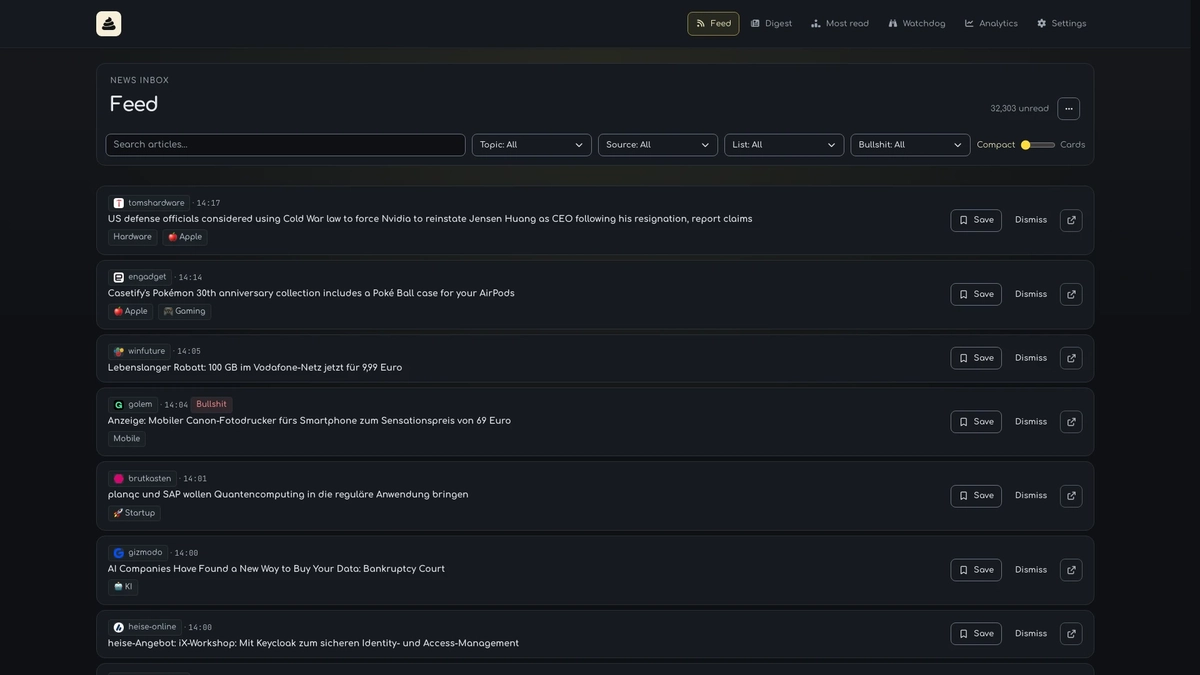 Feed Digest Most read Watchdog Analytics Settings
NEWS INBOX
Feed
32,303 unread
Search articles... Topic: All Source: All List: All Bullshit: All Compact Cards
tomshardware · 14:17
US defense officials considered using Cold War law to force Nvidia to reinstate Jensen Huang as CEO following his resignation, report claims
Save Dismiss
Hardware 🍎 Apple
engadget · 14:14
Casetify's Pokémon 30th anniversary collection includes a Poké Ball case for your AirPods
Save Dismiss
🍎 Apple 🎮 Gaming
winfuture · 14:05
Lebenslanger Rabatt: 100 GB im Vodafone-Netz jetzt für 9,99 Euro
Save Dismiss
golem · 14:04 Bullshit
Anzeige: Mobiler Canon-Fotodrucker fürs Smartphone zum Sensationspreis von 69 Euro
Save Dismiss
Mobile
brutkasten · 14:01
planqc und SAP wollen Quantencomputing in die reguläre Anwendung bringen
Save Dismiss
🚀 Startup
gizmodo · 14:00
AI Companies Have Found a New Way to Buy Your Data: Bankruptcy Court
Save Dismiss
🤖 KI
heise-online · 14:00
heise-Angebot: iX-Workshop: Mit Keycloak zum sicheren Identity- und Access-Management
Save Dismiss